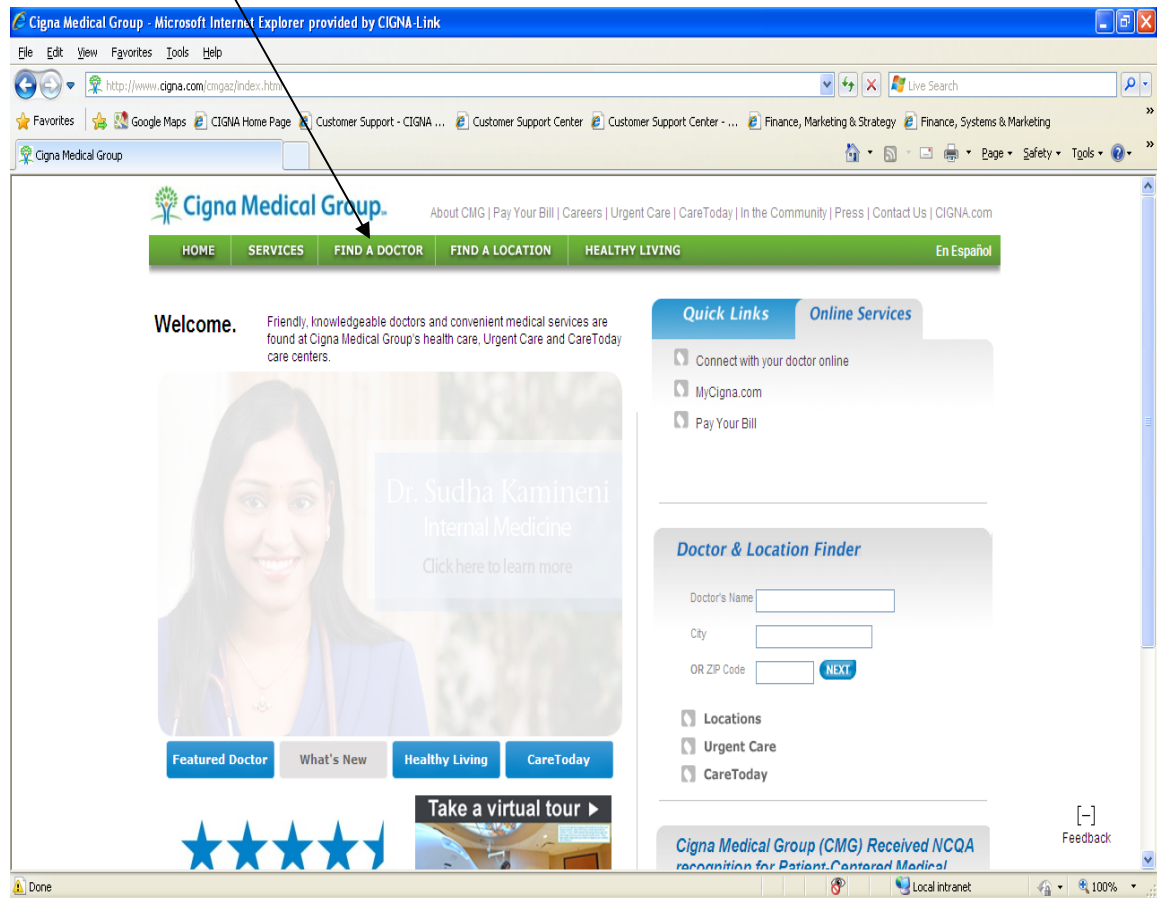 Cigna Medical Group - Microsoft Internet Explorer provided by CIGNA-Link
File Edit View Favorites Tools Help
http://www.cigna.com/cmgaz/index.htm
Live Search
Favorites Google Maps CIGNA Home Page Customer Support - CIGNA ... Customer Support Center Customer Support Center - ... Finance, Marketing & Strategy Finance, Systems & Marketing
Cigna Medical Group
Page Safety Tools
Cigna Medical Group
About CMG | Pay Your Bill | Careers | Urgent Care | CareToday | In the Community | Press | Contact Us | CIGNA.com
HOME SERVICES FIND A DOCTOR FIND A LOCATION HEALTHY LIVING En Español
Welcome.
Friendly, knowledgeable doctors and convenient medical services are
found at Cigna Medical Group's health care, Urgent Care and CareToday
care centers.
Dr. Sudha Kamineni
Internal Medicine
Click here to learn more
Featured Doctor What's New Healthy Living CareToday
Take a virtual tour
Quick Links Online Services
Connect with your doctor online
MyCigna.com
Pay Your Bill
Doctor & Location Finder
Doctor's Name
City
OR ZIP Code NEXT
Locations
Urgent Care
CareToday
Cigna Medical Group (CMG) Received NCQA
recognition for Patient-Centered Medical
[–]
Feedback
Done Local intranet 100%